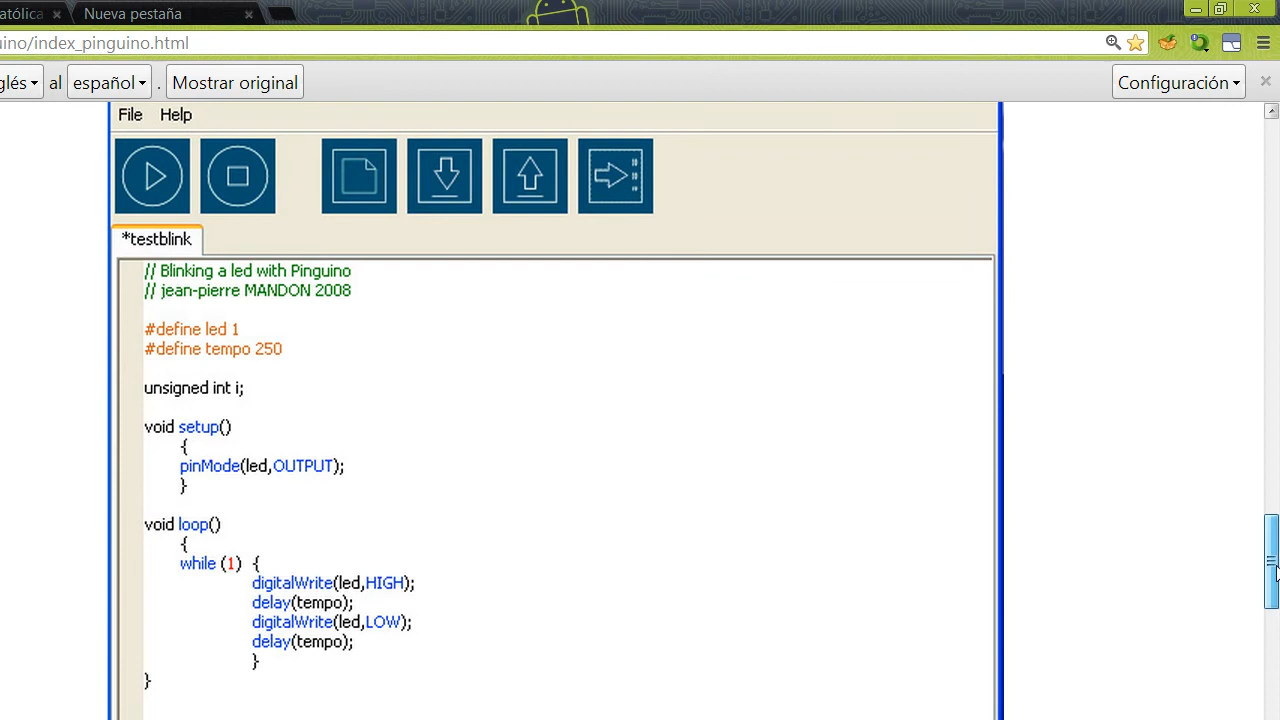 atólica Nueva pestaña
ino/index_pinguino.html
glés al español . Mostrar original Configuración
File Help
*testblink
// Blinking a led with Pinguino
// jean-pierre MANDON 2008
#define led 1
#define tempo 250
unsigned int i;
void setup()
{
pinMode(led,OUTPUT);
}
void loop()
{
while (1) {
digitalWrite(led,HIGH);
delay(tempo);
digitalWrite(led,LOW);
delay(tempo);
}
}